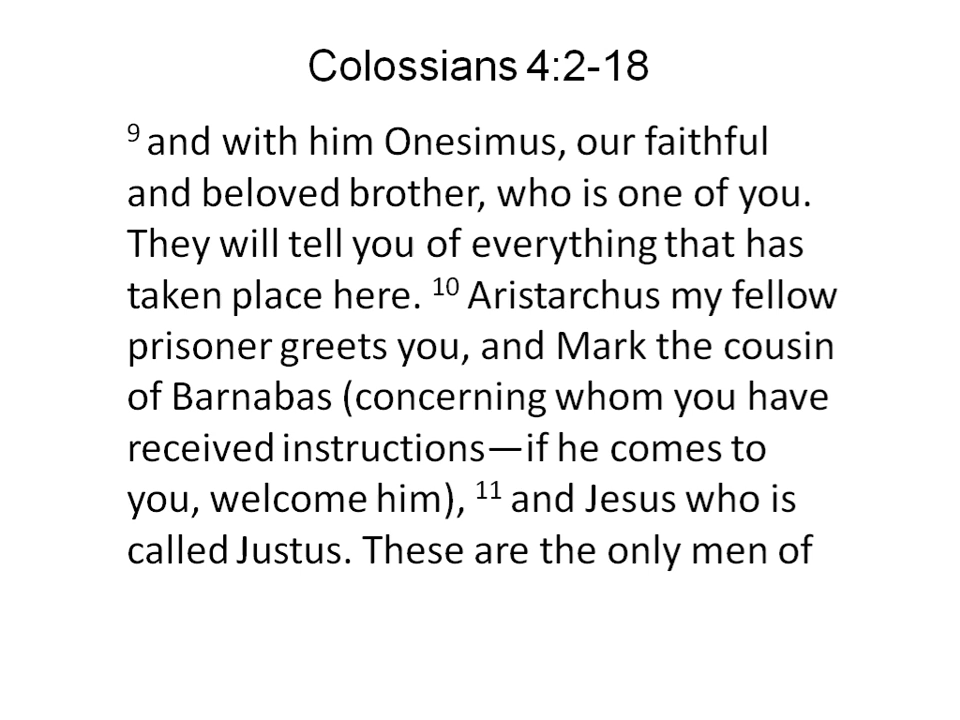 Colossians 4:2-18
9 and with him Onesimus, our faithful
and beloved brother, who is one of you.
They will tell you of everything that has
taken place here. 10 Aristarchus my fellow
prisoner greets you, and Mark the cousin
of Barnabas (concerning whom you have
received instructions—if he comes to
you, welcome him), 11 and Jesus who is
called Justus. These are the only men of